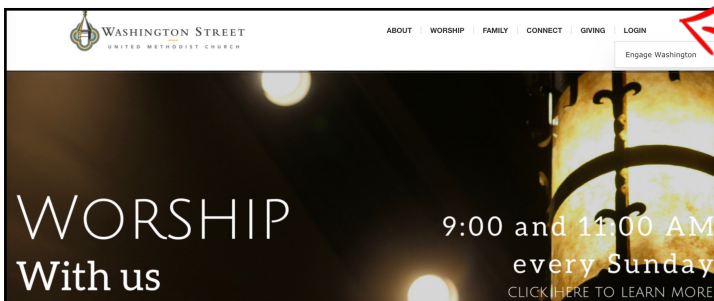 WASHINGTON STREET
UNITED METHODIST CHURCH
ABOUT WORSHIP FAMILY CONNECT GIVING LOGIN
Engage Washington
WORSHIP
With us
9:00 and 11:00 AM
every Sunday
CLICK HERE TO LEARN MORE